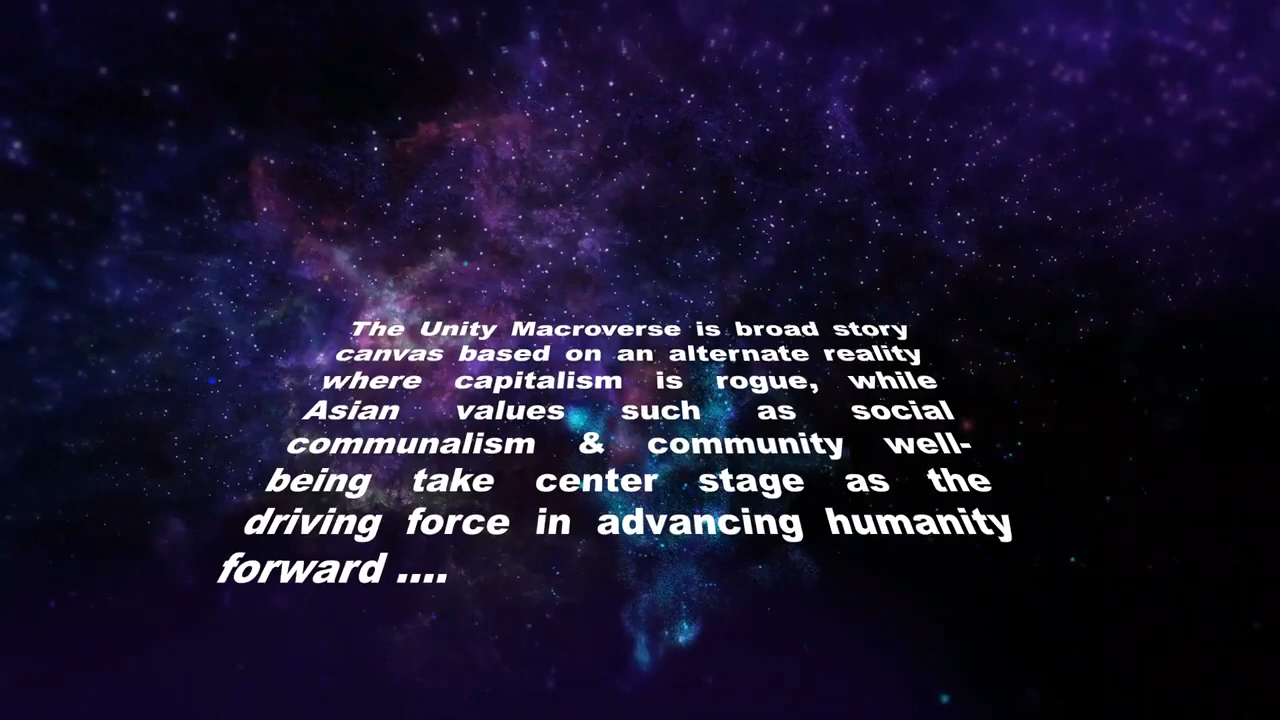 The Unity Macroverse is broad story
canvas based on an alternate reality
where capitalism is rogue, while
Asian values such as social
communalism & community well-
being take center stage as the
driving force in advancing humanity
forward ....